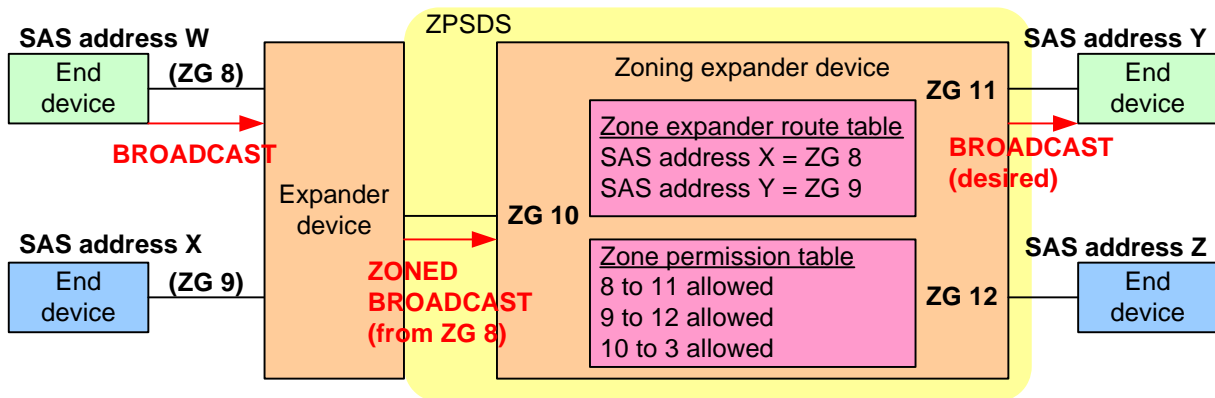 ZPSDS
SAS address W
End
device
(ZG 8)
BROADCAST
SAS address X
End
device
(ZG 9)
Expander
device
ZONED
BROADCAST
(from ZG 8)
Zoning expander device
ZG 10
Zone expander route table
SAS address X = ZG 8
SAS address Y = ZG 9
Zone permission table
8 to 11 allowed
9 to 12 allowed
10 to 3 allowed
ZG 11
ZG 12
SAS address Y
End
device
BROADCAST
(desired)
SAS address Z
End
device